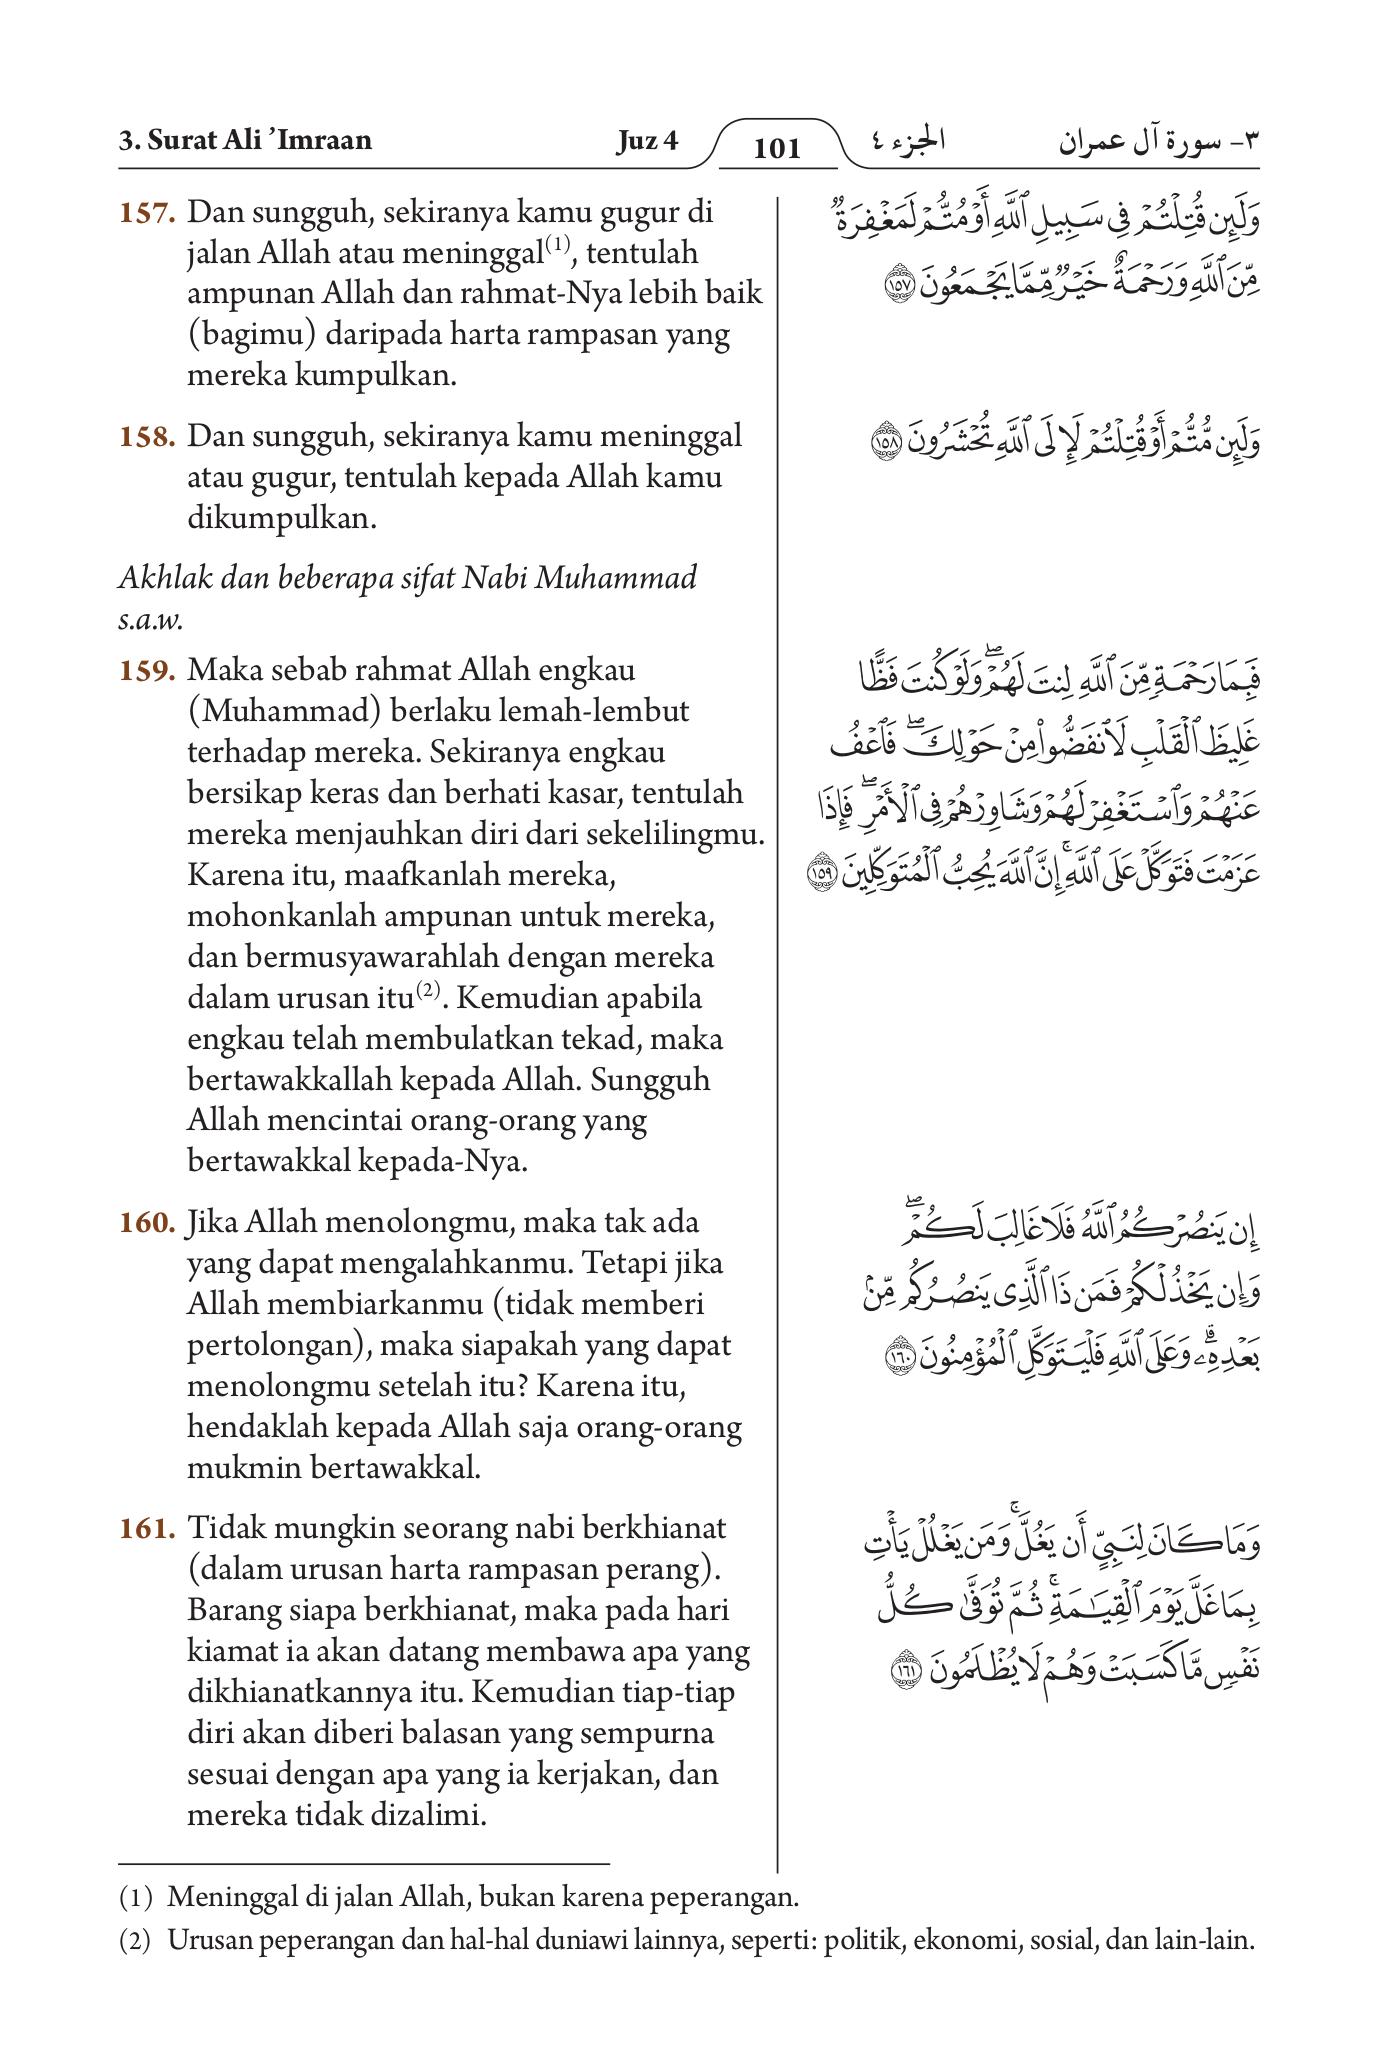 3. Surat Ali ’Imraan
Juz 4
101
الجزء ٤
٣- سورة آل عمران
157. Dan sungguh, sekiranya kamu gugur di
jalan Allah atau meninggal(1), tentulah
ampunan Allah dan rahmat-Nya lebih baik
(bagimu) daripada harta rampasan yang
mereka kumpulkan.
158. Dan sungguh, sekiranya kamu meninggal
atau gugur, tentulah kepada Allah kamu
dikumpulkan.
Akhlak dan beberapa sifat Nabi Muhammad
s.a.w.
159. Maka sebab rahmat Allah engkau
(Muhammad) berlaku lemah-lembut
terhadap mereka. Sekiranya engkau
bersikap keras dan berhati kasar, tentulah
mereka menjauhkan diri dari sekelilingmu.
Karena itu, maafkanlah mereka,
mohonkanlah ampunan untuk mereka,
dan bermusyawarahlah dengan mereka
dalam urusan itu(2). Kemudian apabila
engkau telah membulatkan tekad, maka
bertawakkallah kepada Allah. Sungguh
Allah mencintai orang-orang yang
bertawakkal kepada-Nya.
160. Jika Allah menolongmu, maka tak ada
yang dapat mengalahkanmu. Tetapi jika
Allah membiarkanmu (tidak memberi
pertolongan), maka siapakah yang dapat
menolongmu setelah itu? Karena itu,
hendaklah kepada Allah saja orang-orang
mukmin bertawakkal.
161. Tidak mungkin seorang nabi berkhianat
(dalam urusan harta rampasan perang).
Barang siapa berkhianat, maka pada hari
kiamat ia akan datang membawa apa yang
dikhianatkannya itu. Kemudian tiap-tiap
diri akan diberi balasan yang sempurna
sesuai dengan apa yang ia kerjakan, dan
mereka tidak dizalimi.
وَلَئِن قُتِلْتُمْ فِي سَبِيلِ ٱللَّهِ أَوْ مُتُّمْ لَمَغْفِرَةٌ
مِّنَ ٱللَّهِ وَرَحْمَةٌ خَيْرٌ مِّمَّا يَجْمَعُونَ ١٥٧
وَلَئِن مُّتُّمْ أَوْ قُتِلْتُمْ لَإِلَى ٱللَّهِ تُحْشَرُونَ ١٥٨
فَبِمَا رَحْمَةٍ مِّنَ ٱللَّهِ لِنتَ لَهُمْ ۖ وَلَوْ كُنتَ فَظًّا
غَلِيظَ ٱلْقَلْبِ لَٱنفَضُّوا۟ مِنْ حَوْلِكَ ۖ فَٱعْفُ
عَنْهُمْ وَٱسْتَغْفِرْ لَهُمْ وَشَاوِرْهُمْ فِي ٱلْأَمْرِ ۖ فَإِذَا
عَزَمْتَ فَتَوَكَّلْ عَلَى ٱللَّهِ ۚ إِنَّ ٱللَّهَ يُحِبُّ ٱلْمُتَوَكِّلِينَ ١٥٩
إِن يَنصُرْكُمُ ٱللَّهُ فَلَا غَالِبَ لَكُمْ ۖ
وَإِن يَخْذُلْكُمْ فَمَن ذَا ٱلَّذِى يَنصُرُكُم مِّنۢ
بَعْدِهِۦ ۗ وَعَلَى ٱللَّهِ فَلْيَتَوَكَّلِ ٱلْمُؤْمِنُونَ ١٦٠
وَمَا كَانَ لِنَبِيٍّ أَن يَغُلَّ ۚ وَمَن يَغْلُلْ يَأْتِ
بِمَا غَلَّ يَوْمَ ٱلْقِيَٰمَةِ ۚ ثُمَّ تُوَفَّىٰ كُلُّ
نَفْسٍ مَّا كَسَبَتْ وَهُمْ لَا يُظْلَمُونَ ١٦١
(1) Meninggal di jalan Allah, bukan karena peperangan.
(2) Urusan peperangan dan hal-hal duniawi lainnya, seperti: politik, ekonomi, sosial, dan lain-lain.